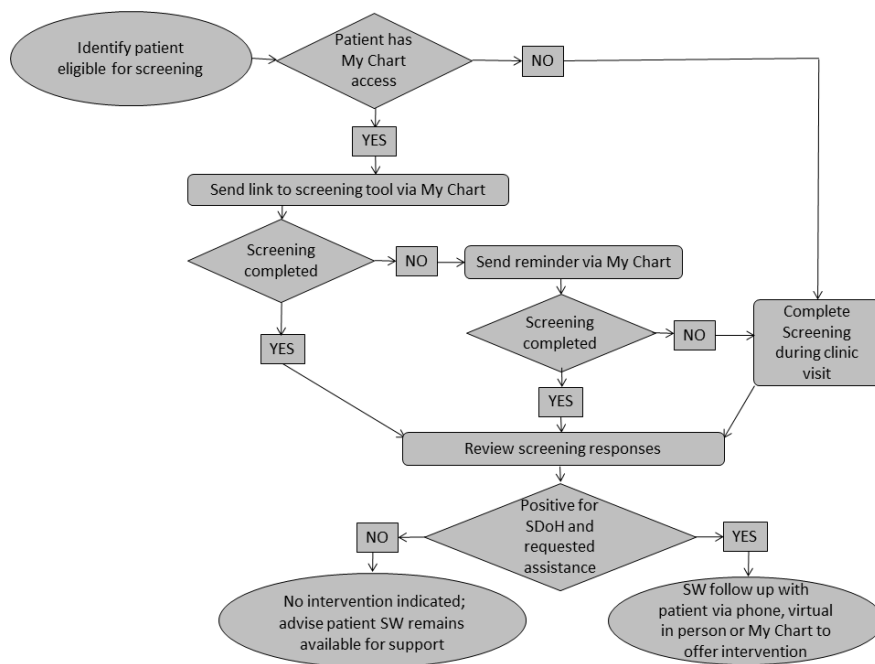 Identify patient
eligible for screening
Patient has
My Chart
access
NO
YES
Send link to screening tool via My Chart
Screening
completed
NO
Send reminder via My Chart
YES
Screening
completed
NO
Complete
Screening
during clinic
visit
YES
Review screening responses
Positive for
SDoH and
requested
assistance
NO
YES
No intervention indicated;
advise patient SW remains
available for support
SW follow up with
patient via phone, virtual
in person or My Chart to
offer intervention